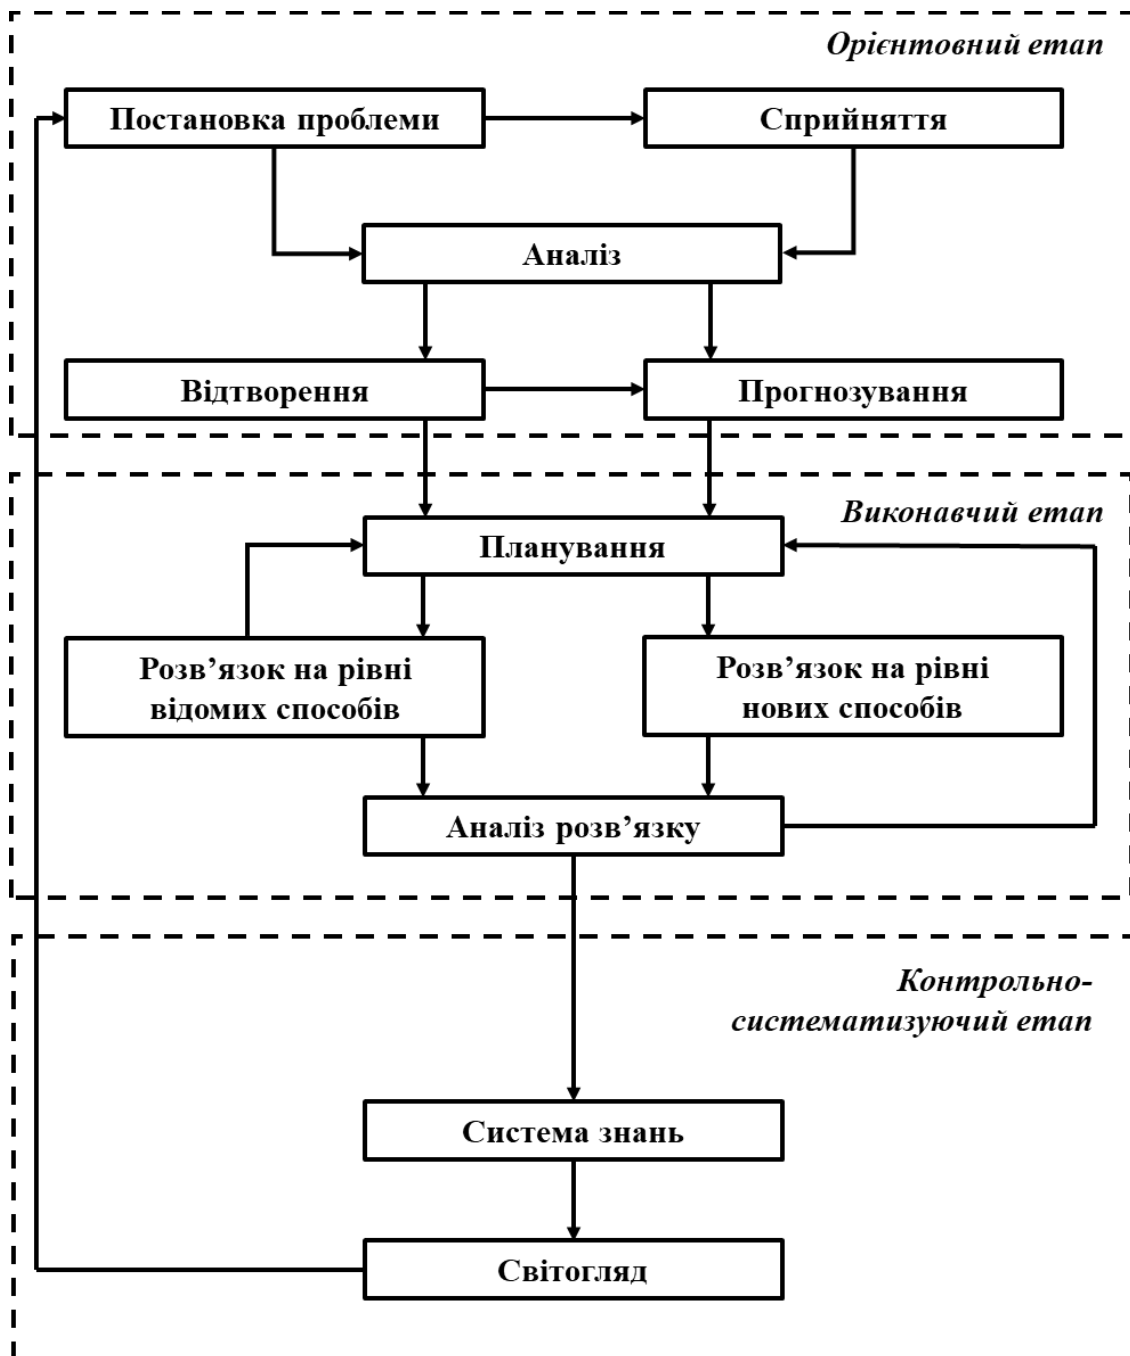 Орієнтовний етап
Постановка проблеми
Сприйняття
Аналіз
Відтворення
Прогнозування
Виконавчий етап
Планування
Розв’язок на рівні
відомих способів
Розв’язок на рівні
нових способів
Аналіз розв’язку
Контрольно-
систематизуючий етап
Система знань
Світогляд